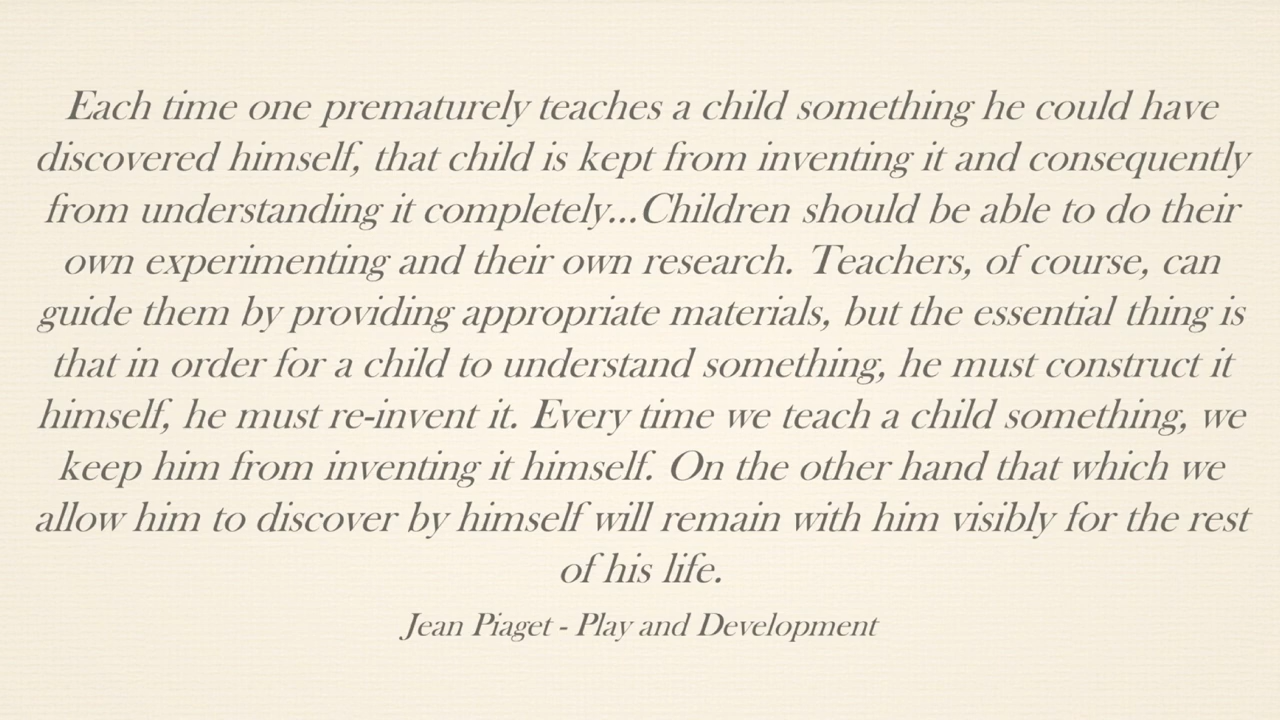 Each time one prematurely teaches a child something he could have
discovered himself, that child is kept from inventing it and consequently
from understanding it completely...Children should be able to do their
own experimenting and their own research. Teachers, of course, can
guide them by providing appropriate materials, but the essential thing is
that in order for a child to understand something, he must construct it
himself, he must re-invent it. Every time we teach a child something, we
keep him from inventing it himself. On the other hand that which we
allow him to discover by himself will remain with him visibly for the rest
of his life.
Jean Piaget - Play and Development